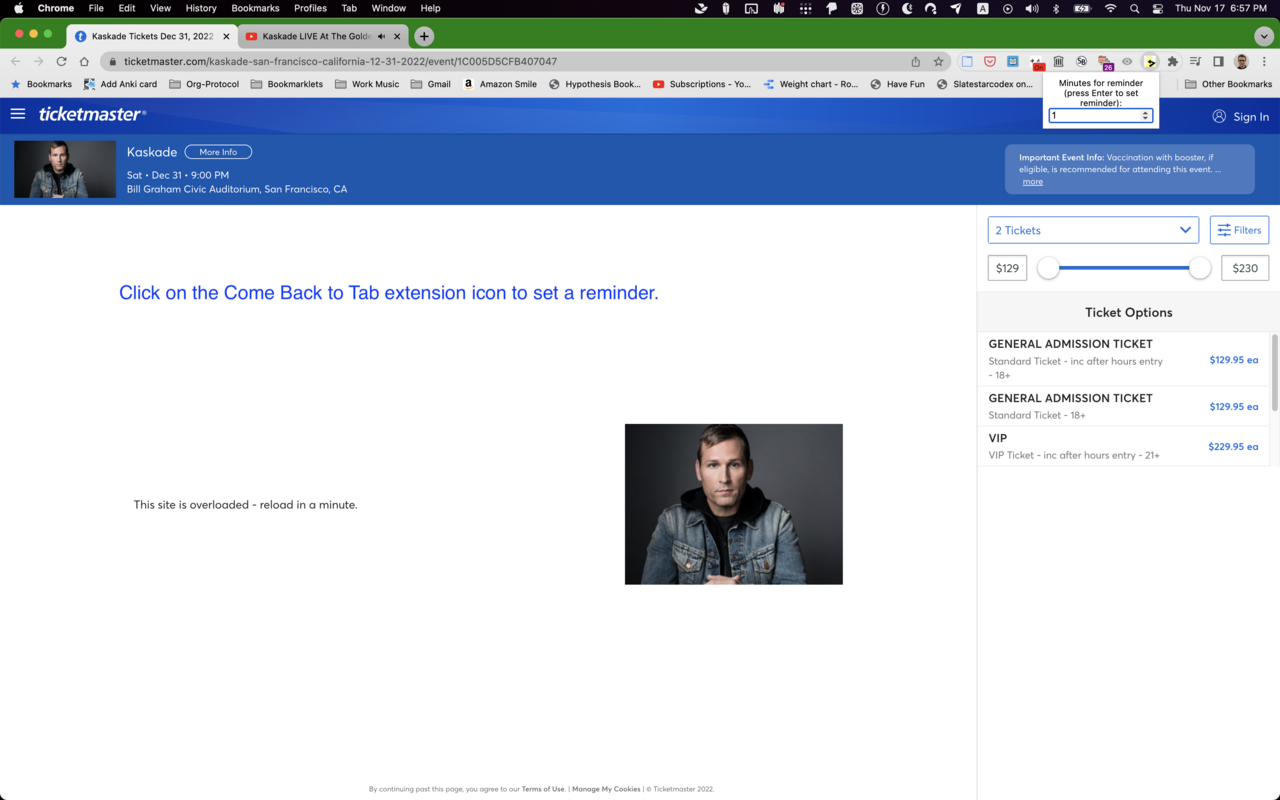 Chrome File Edit View History Bookmarks Profiles Tab Window Help
A
Thu Nov 17 6:57 PM
Kaskade Tickets Dec 31, 2022
Kaskade LIVE At The Golde
ticketmaster.com/kaskade-san-francisco-california-12-31-2022/event/1C005D5CFB407047
On
26
Bookmarks
Add Anki card
Org-Protocol
Bookmarklets
Work Music
Gmail
Amazon Smile
Hypothesis Book...
Subscriptions - Yo...
Weight chart - Ro...
Have Fun
Slatestarcodex on...
Other Bookmarks
Minutes for reminder
(press Enter to set
reminder):
1
ticketmaster®
Sign In
Kaskade
More Info
Sat • Dec 31 • 9:00 PM
Bill Graham Civic Auditorium, San Francisco, CA
Important Event Info: Vaccination with booster, if
eligible, is recommended for attending this event. ...
more
2 Tickets
Filters
$129
$230
Click on the Come Back to Tab extension icon to set a reminder.
Ticket Options
GENERAL ADMISSION TICKET
Standard Ticket - inc after hours entry
- 18+
$129.95 ea
GENERAL ADMISSION TICKET
Standard Ticket - 18+
$129.95 ea
VIP
VIP Ticket - inc after hours entry - 21+
$229.95 ea
This site is overloaded - reload in a minute.
By continuing past this page, you agree to our Terms of Use. | Manage My Cookies | © Ticketmaster 2022.